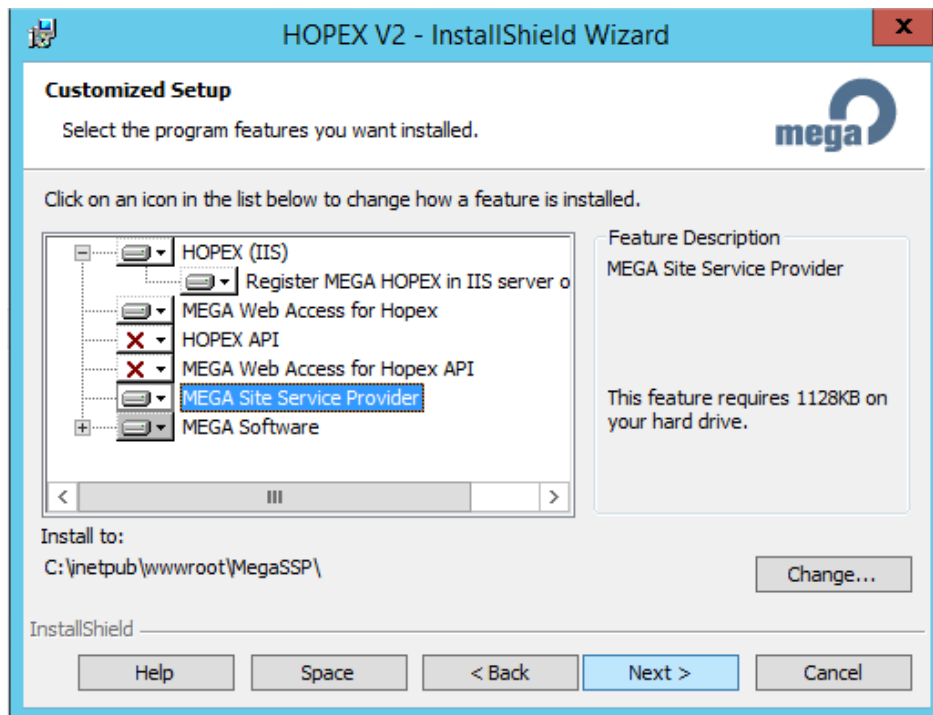 HOPEX V2 - InstallShield Wizard
x
Customized Setup
Select the program features you want installed.
mega
Click on an icon in the list below to change how a feature is installed.
HOPEX (IIS)
Register MEGA HOPEX in IIS server o
MEGA Web Access for Hopex
HOPEX API
MEGA Web Access for Hopex API
MEGA Site Service Provider
MEGA Software
Feature Description
MEGA Site Service Provider
This feature requires 1128KB on
your hard drive.
Install to:
C:\inetpub\wwwroot\MegaSSP\
Change...
InstallShield
Help
Space
< Back
Next >
Cancel